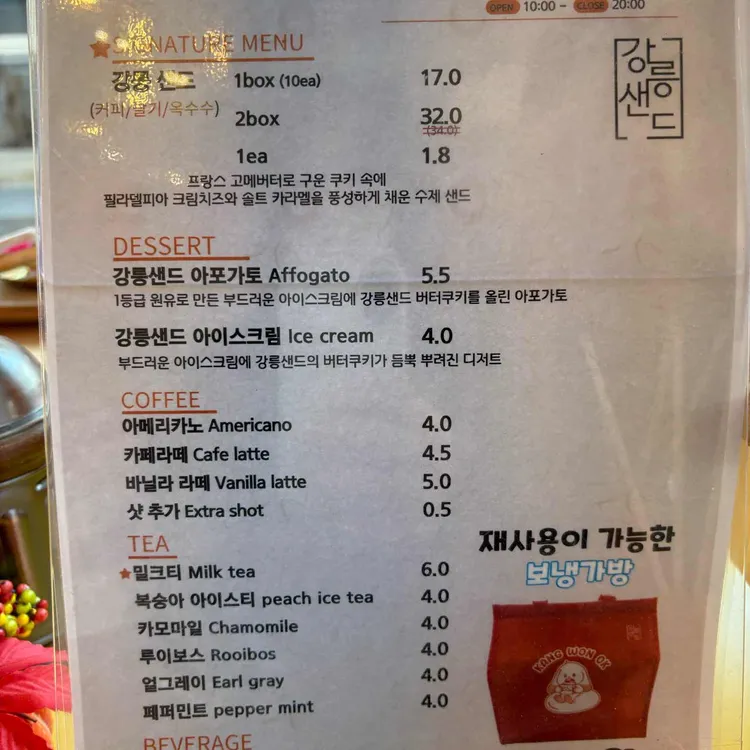 OPEN 10:00 – CLOSE 20:00
★SIGNATURE MENU
강릉샌드
강릉 샌드 1box (10ea) 17.0
(커피/딸기/옥수수)
2box 32.0
(34.0)
1ea 1.8
프랑스 고메버터로 구운 쿠키 속에
필라델피아 크림치즈와 솔트 카라멜을 풍성하게 채운 수제 샌드
DESSERT
강릉샌드 아포가토 Affogato 5.5
1등급 원유로 만든 부드러운 아이스크림에 강릉샌드 버터쿠키를 올린 아포가토
강릉샌드 아이스크림 Ice cream 4.0
부드러운 아이스크림에 강릉샌드의 버터쿠키가 듬뿍 뿌려진 디저트
COFFEE
아메리카노 Americano 4.0
카페라떼 Cafe latte 4.5
바닐라 라떼 Vanilla latte 5.0
샷 추가 Extra shot 0.5
TEA
★밀크티 Milk tea 6.0
복숭아 아이스티 peach ice tea 4.0
카모마일 Chamomile 4.0
루이보스 Rooibos 4.0
얼그레이 Earl gray 4.0
페퍼민트 pepper mint 4.0
BEVERAGE
재사용이 가능한
보냉가방
KONG WON OK